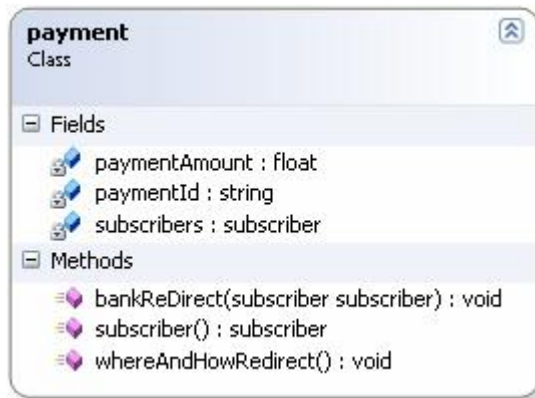 payment
Class
Fields
paymentAmount : float
paymentId : string
subscribers : subscriber
Methods
bankReDirect(subscriber subscriber) : void
subscriber() : subscriber
whereAndHowRedirect() : void